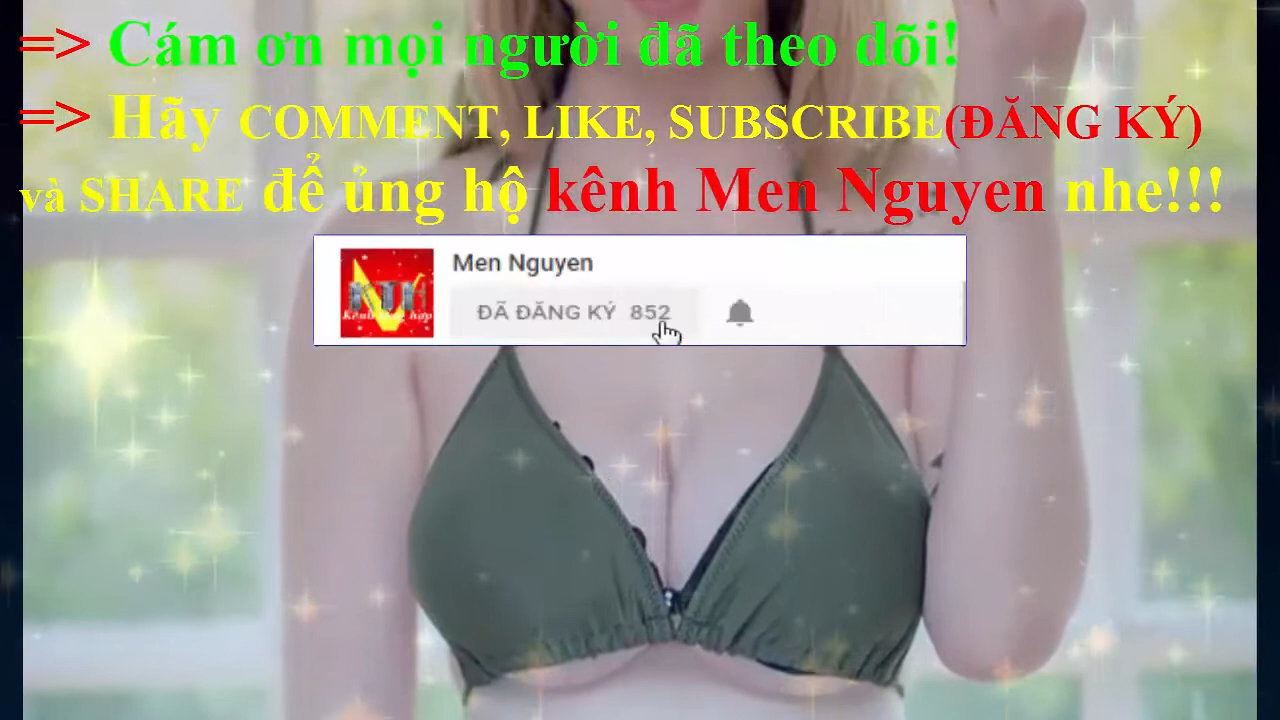 => Cám ơn mọi người đã theo dõi!
=> Hãy COMMENT, LIKE, SUBSCRIBE(ĐĂNG KÝ)
và SHARE để ủng hộ kênh Men Nguyen nhe!!!
Men Nguyen
ĐÃ ĐĂNG KÝ 852